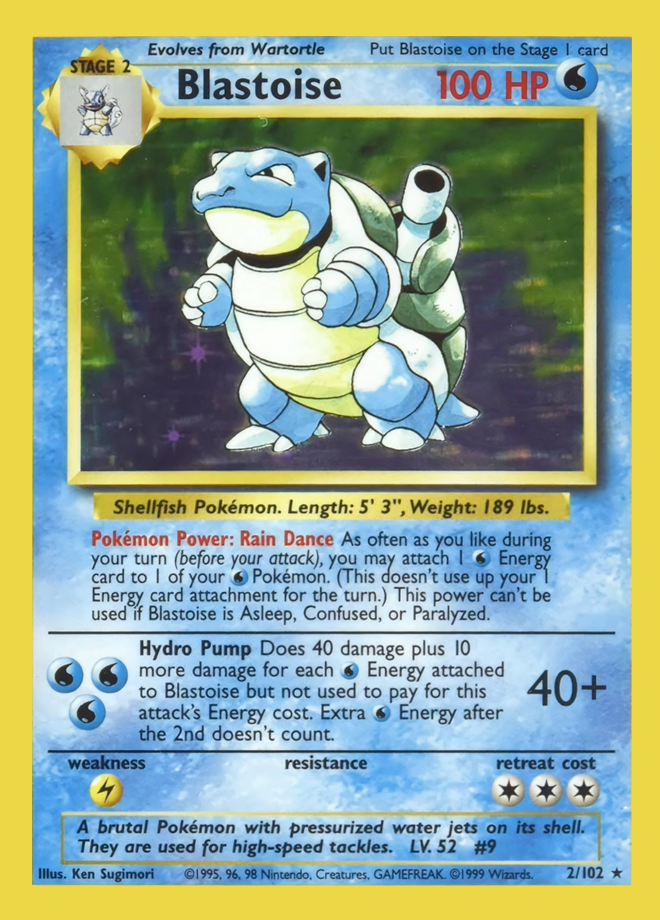 Evolves from Wartortle Put Blastoise on the Stage 1 card
STAGE 2
Blastoise 100 HP
Shellfish Pokémon. Length: 5' 3", Weight: 189 lbs.
Pokémon Power: Rain Dance As often as you like during
your turn (before your attack), you may attach 1 Energy
card to 1 of your Pokémon. (This doesn't use up your 1
Energy card attachment for the turn.) This power can't be
used if Blastoise is Asleep, Confused, or Paralyzed.
Hydro Pump Does 40 damage plus 10
more damage for each Energy attached
to Blastoise but not used to pay for this
attack's Energy cost. Extra Energy after
the 2nd doesn't count.
40+
weakness resistance retreat cost
A brutal Pokémon with pressurized water jets on its shell.
They are used for high-speed tackles. LV. 52 #9
Illus. Ken Sugimori ©1995, 96, 98 Nintendo, Creatures, GAMEFREAK. ©1999 Wizards. 2/102 ★